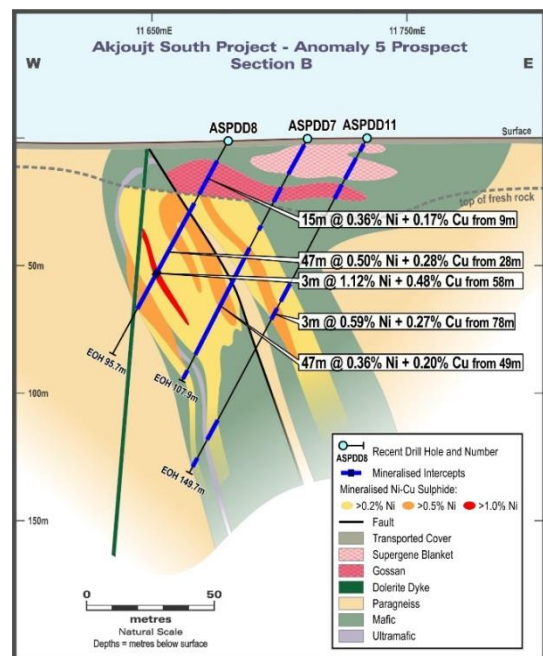 11 650mE
11 750mE
Akjoujt South Project - Anomaly 5 Prospect
W
Section B
E
ASPDD8
ASPDD7
ASPDD11
Surface
top of fresh rock
15m @ 0.36% Ni + 0.17% Cu from 9m
47m @ 0.50% Ni + 0.28% Cu from 28m
50m
3m @ 1.12% Ni + 0.48% Cu from 58m
3m @ 0.59% Ni + 0.27% Cu from 78m
47m @ 0.36% Ni + 0.20% Cu from 49m
EOH 95.7m
EOH 107.9m
100m
EOH 149.7m
150m
ASPDD8
Recent Drill Hole and Number
Mineralised Intercepts
Mineralised Ni-Cu Sulphide:
>0.2% Ni
>0.5% Ni
>1.0% Ni
Fault
Transported Cover
Supergene Blanket
Gossan
Dolerite Dyke
Paragneiss
Mafic
Ultramafic
0
50
metres
Natural Scale
Depths = metres below surface